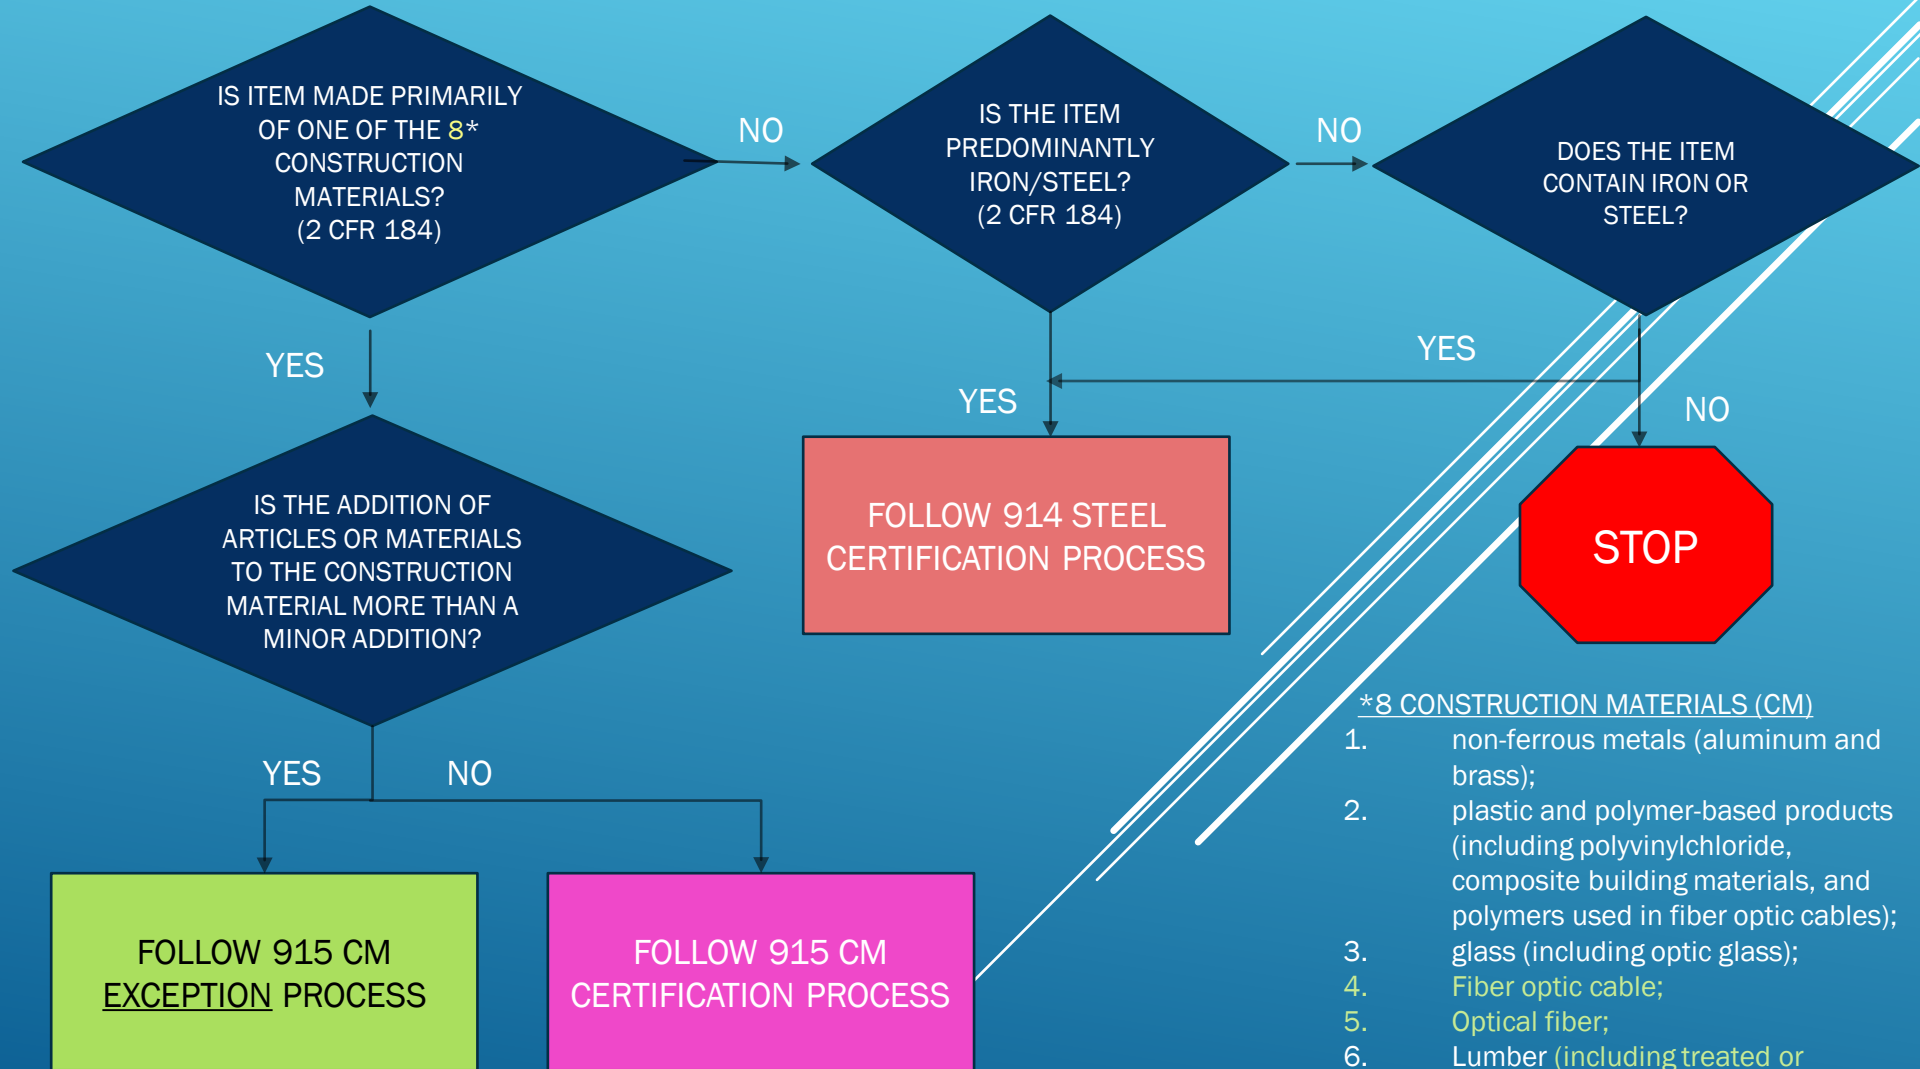 IS ITEM MADE PRIMARILY
OF ONE OF THE 8*
CONSTRUCTION
MATERIALS?
(2 CFR 184)
NO
IS THE ITEM
PREDOMINANTLY
IRON/STEEL?
(2 CFR 184)
NO
DOES THE ITEM
CONTAIN IRON OR
STEEL?
YES
YES
YES
NO
IS THE ADDITION OF
ARTICLES OR MATERIALS
TO THE CONSTRUCTION
MATERIAL MORE THAN A
MINOR ADDITION?
FOLLOW 914 STEEL
CERTIFICATION PROCESS
STOP
YES
NO
FOLLOW 915 CM
EXCEPTION PROCESS
FOLLOW 915 CM
CERTIFICATION PROCESS
*8 CONSTRUCTION MATERIALS (CM)
1. non-ferrous metals (aluminum and
brass);
2. plastic and polymer-based products
(including polyvinylchloride,
composite building materials, and
polymers used in fiber optic cables);
3. glass (including optic glass);
4. Fiber optic cable;
5. Optical fiber;
6. Lumber (including treated or